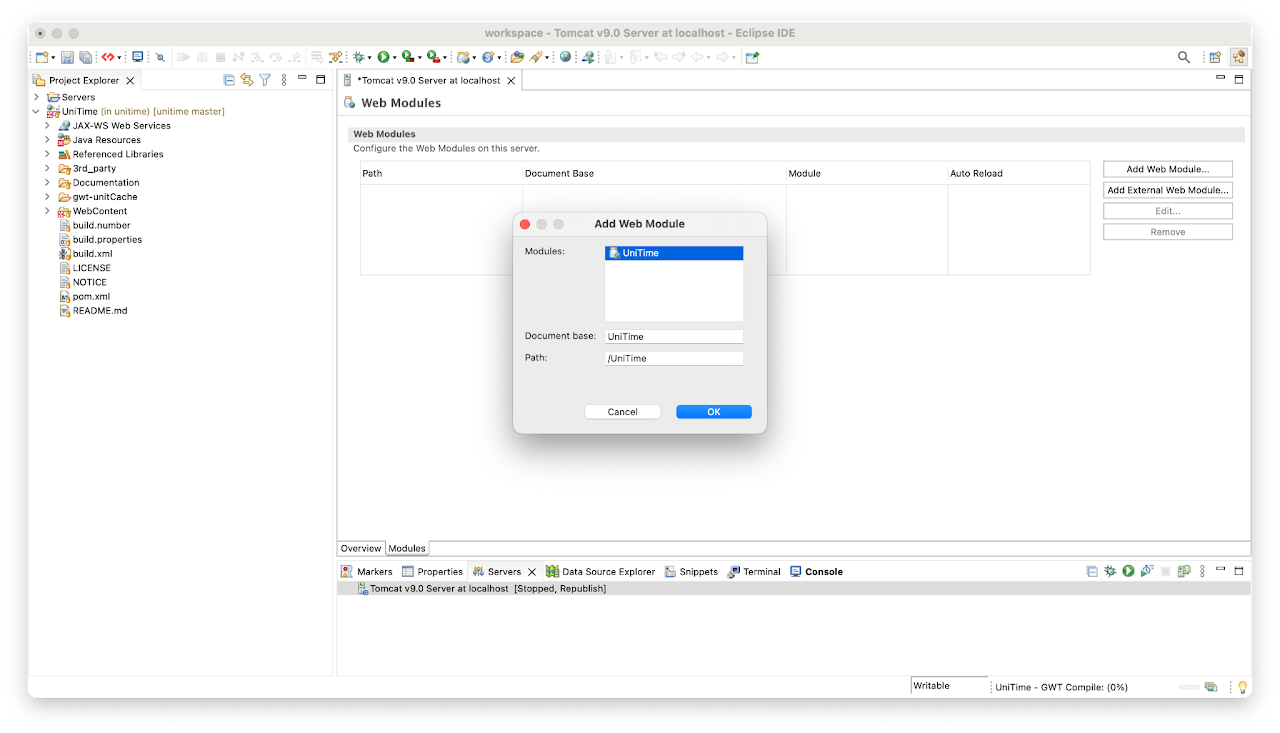 workspace - Tomcat v9.0 Server at localhost - Eclipse IDE
Project Explorer
Servers
UniTime (in unitime) [unitime master]
JAX-WS Web Services
Java Resources
Referenced Libraries
3rd_party
Documentation
gwt-unitCache
WebContent
build.number
build.properties
build.xml
LICENSE
NOTICE
pom.xml
README.md
*Tomcat v9.0 Server at localhost
Web Modules
Web Modules
Configure the Web Modules on this server.
Path Document Base Module Auto Reload
Add Web Module...
Add External Web Module...
Edit...
Remove
Add Web Module
Modules: UniTime
Document base: UniTime
Path: /UniTime
Cancel OK
Overview Modules
Markers Properties Servers Data Source Explorer Snippets Terminal Console
Tomcat v9.0 Server at localhost [Stopped, Republish]
Writable UniTime - GWT Compile: (0%)